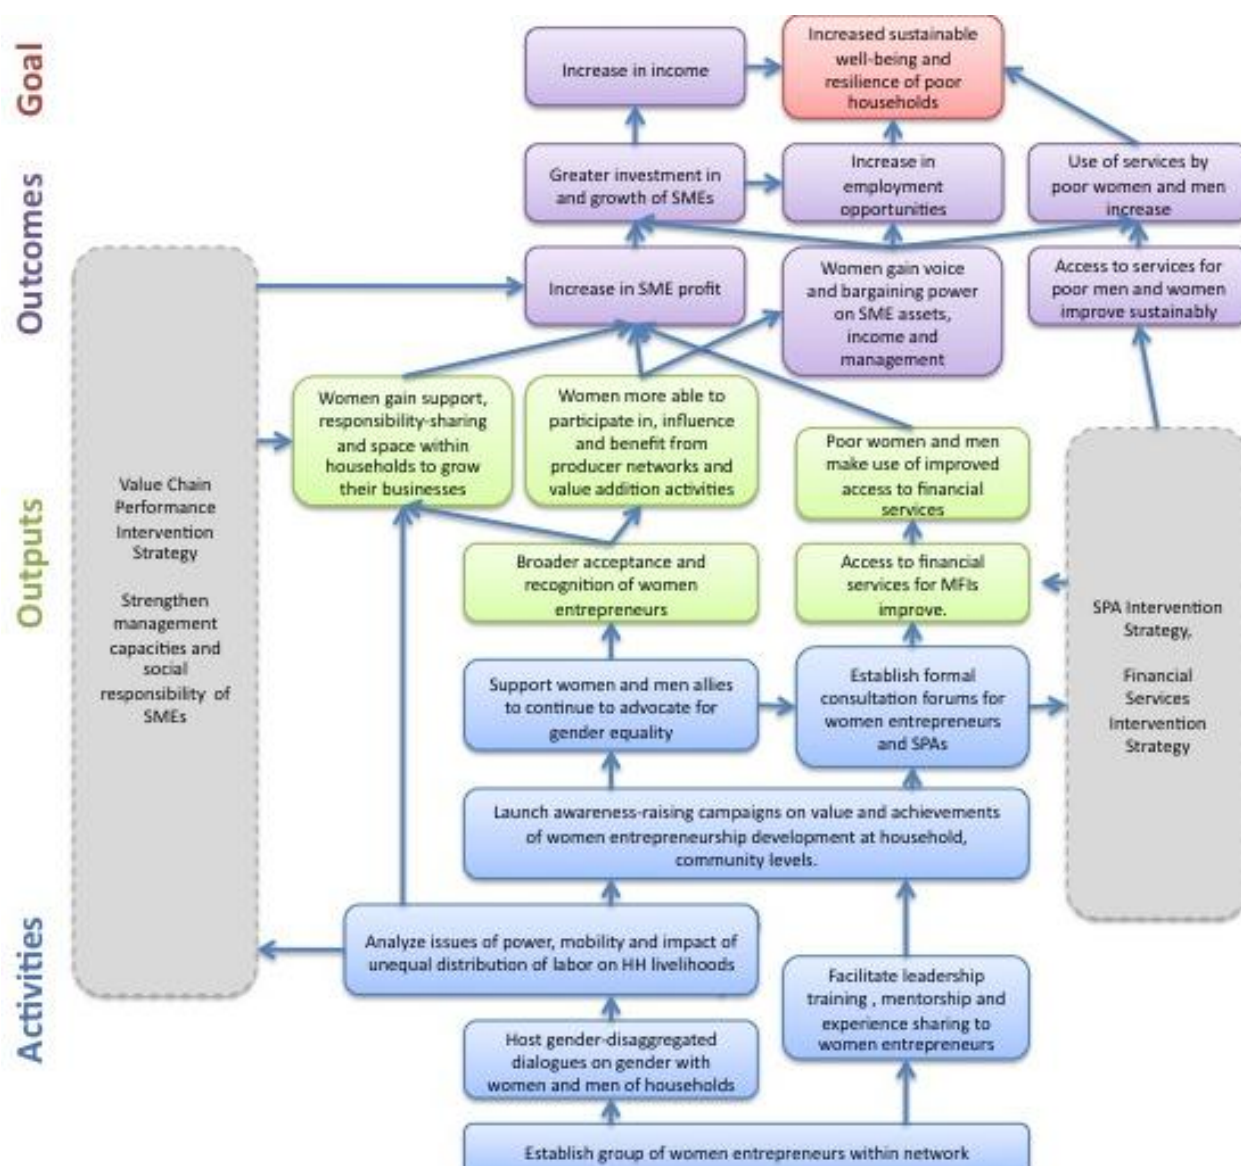 Goal
Increase in income
Increased sustainable
well-being and
resilience of poor
households
Outcomes
Greater investment in
and growth of SMEs
Increase in
employment
opportunities
Use of services by
poor women and men
increase
Increase in SME profit
Women gain voice
and bargaining power
on SME assets,
income and
management
Access to services for
poor men and women
improve sustainably
Outputs
Value Chain
Performance
Intervention
Strategy
Strengthen
management
capacities and
social
responsibility of
SMEs
Women gain support,
responsibility-sharing
and space within
households to grow
their businesses
Women more able to
participate in, influence
and benefit from
producer networks and
value addition activities
Poor women and men
make use of improved
access to financial
services
Broader acceptance and
recognition of women
entrepreneurs
Access to financial
services for MFIs
improve.
SPA Intervention
Strategy,
Financial
Services
Intervention
Strategy
Activities
Support women and men allies
to continue to advocate for
gender equality
Establish formal
consultation forums for
women entrepreneurs
and SPAs
Launch awareness-raising campaigns on value and achievements
of women entrepreneurship development at household,
community levels.
Analyze issues of power, mobility and impact of
unequal distribution of labor on HH livelihoods
Facilitate leadership
training , mentorship and
experience sharing to
women entrepreneurs
Host gender-disaggregated
dialogues on gender with
women and men of households
Establish group of women entrepreneurs within network